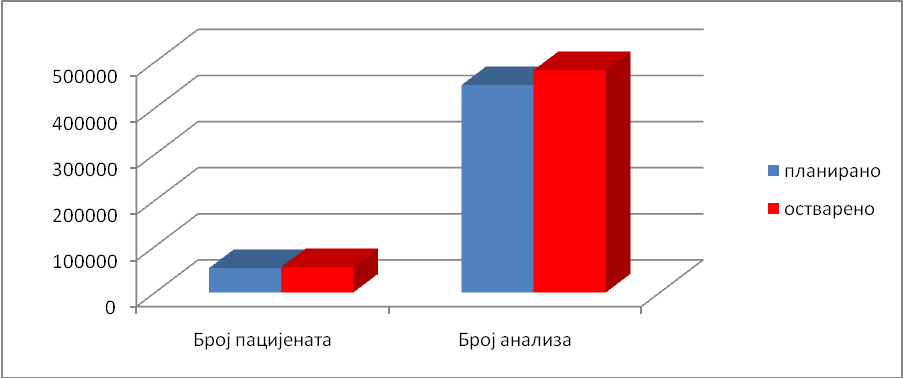 500000
400000
300000
200000
100000
0
Број пацијената
Број анализа
планирано
остварено